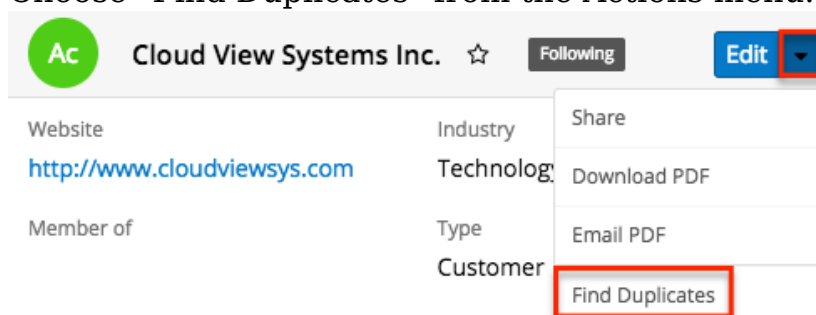 Choose "Find Duplicates" from the Actions menu.
Ac Cloud View Systems Inc. Following Edit
Website Industry Share
http://www.cloudviewsys.com Technology Download PDF
Member of Type Email PDF
Customer
Find Duplicates